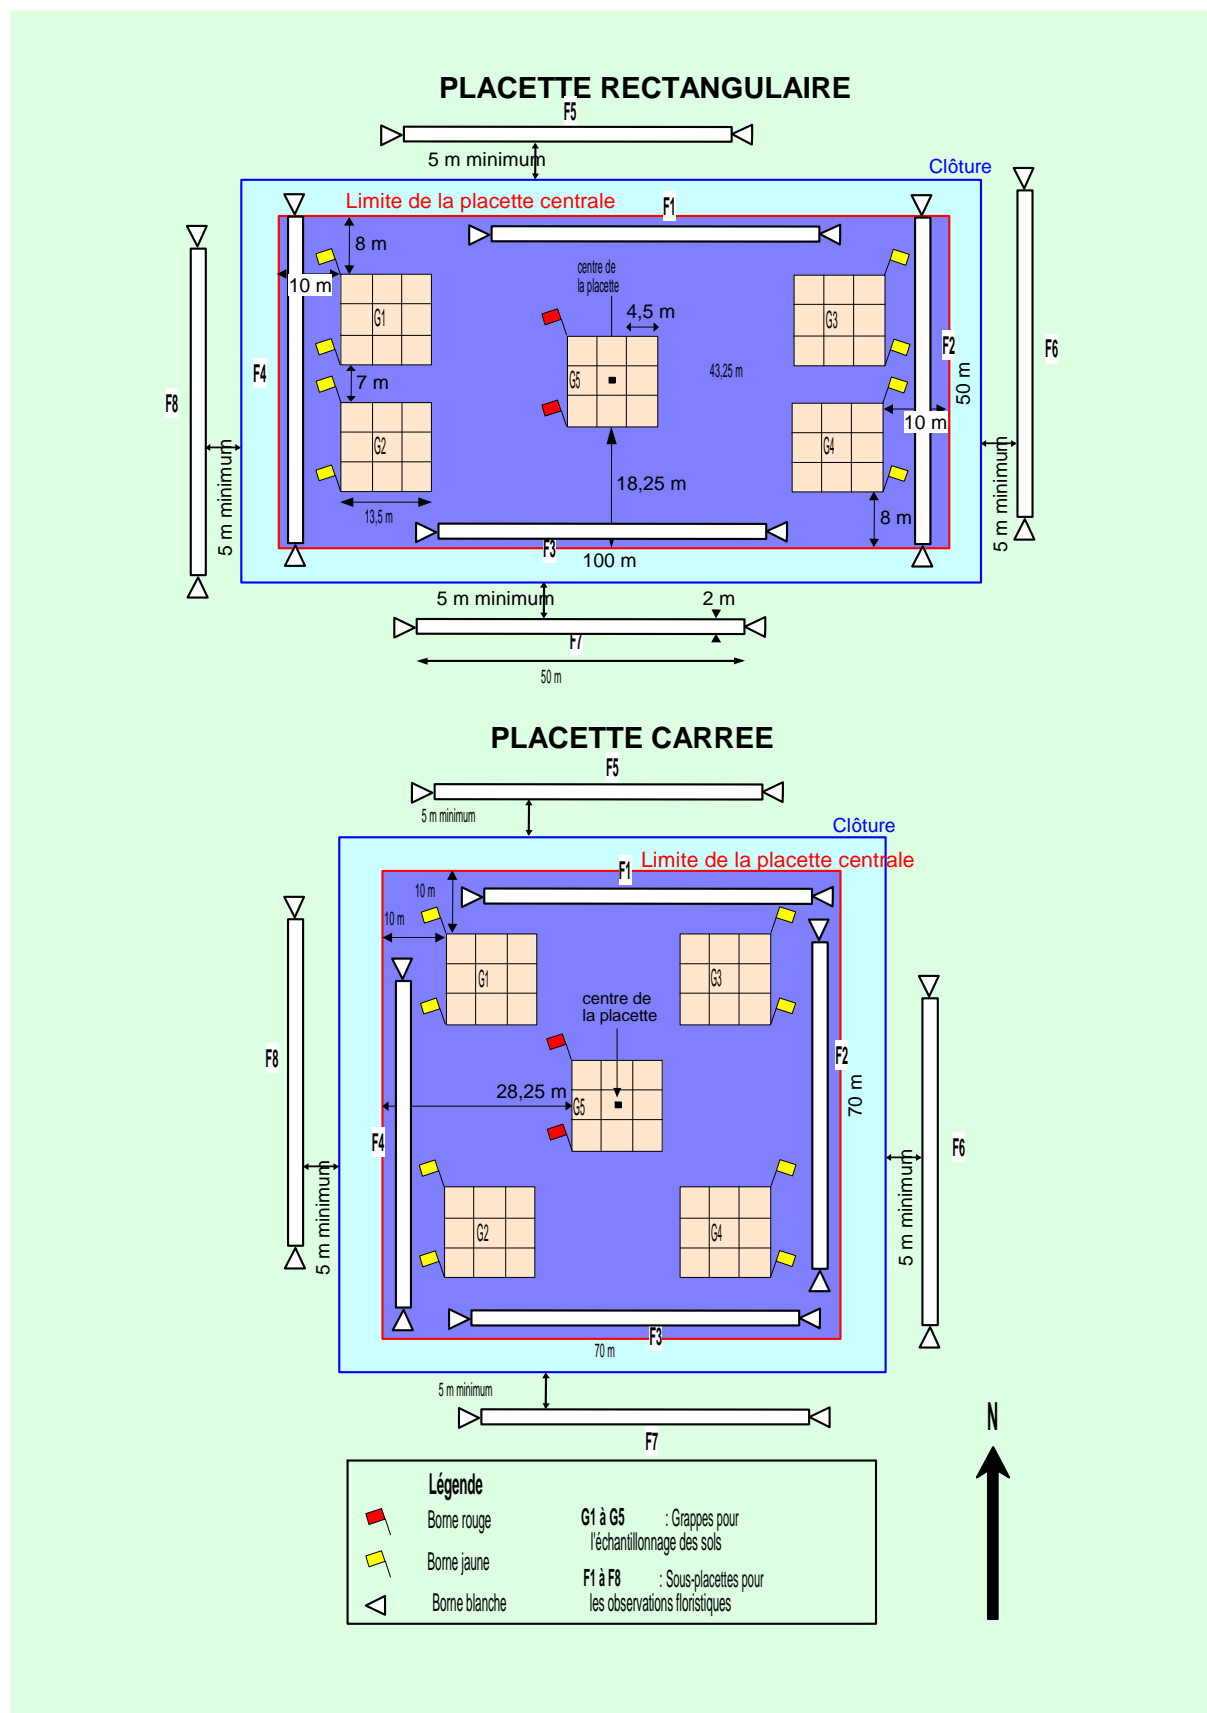 PLACETTE RECTANGULAIRE
F5
5 m minimum
Clôture
Limite de la placette centrale
F1
8 m
centre de
la placette
10 m
4,5 m
G1
G3
F2
F6
F4
43,25 m
G5
7 m
50 m
F8
10 m
G2
G4
5 m minimum
5 m minimum
18,25 m
13,5 m
8 m
F3
100 m
5 m minimum
2 m
F7
50 m
PLACETTE CARREE
F5
5 m minimum
Clôture
Limite de la placette centrale
F1
10 m
10 m
G1
G3
centre de
la placette
F8
F2
28,25 m
G5
70 m
F4
F6
5 m minimum
5 m minimum
G2
G4
F3
70 m
5 m minimum
F7
N
Légende
Borne rouge
G1 à G5 : Grappes pour
l'échantillonnage des sols
Borne jaune
F1 à F8 : Sous-placettes pour
les observations floristiques
Borne blanche